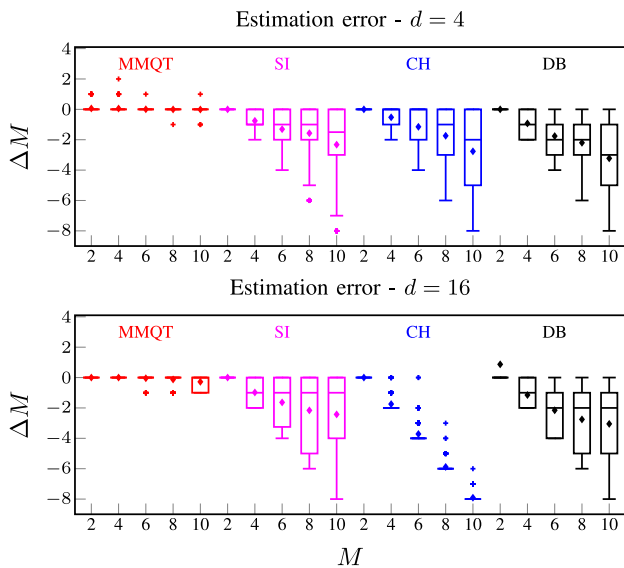 Estimation error - d = 4
MMQT SI CH DB
4
2
0
−2
−4
−6
−8
ΔM
2 4 6 8 10 2 4 6 8 10 2 4 6 8 10 2 4 6 8 10
Estimation error - d = 16
MMQT SI CH DB
4
2
0
−2
−4
−6
−8
ΔM
2 4 6 8 10 2 4 6 8 10 2 4 6 8 10 2 4 6 8 10
M